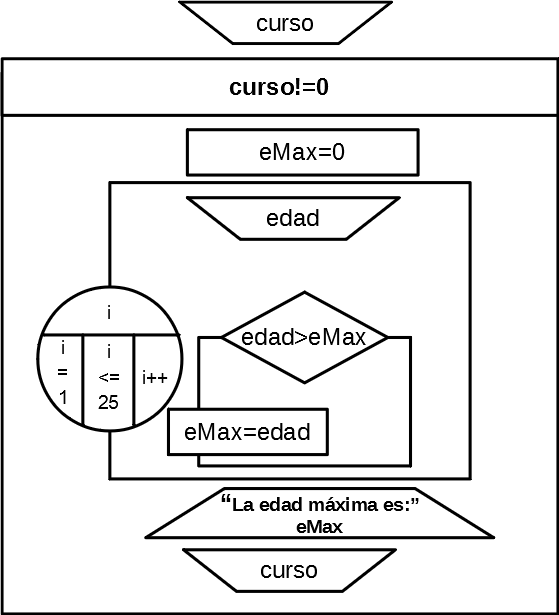 curso
curso!=0
eMax=0
edad
i
i
=
1
i
<=
25
i++
edad>eMax
eMax=edad
“La edad máxima es:”
eMax
curso